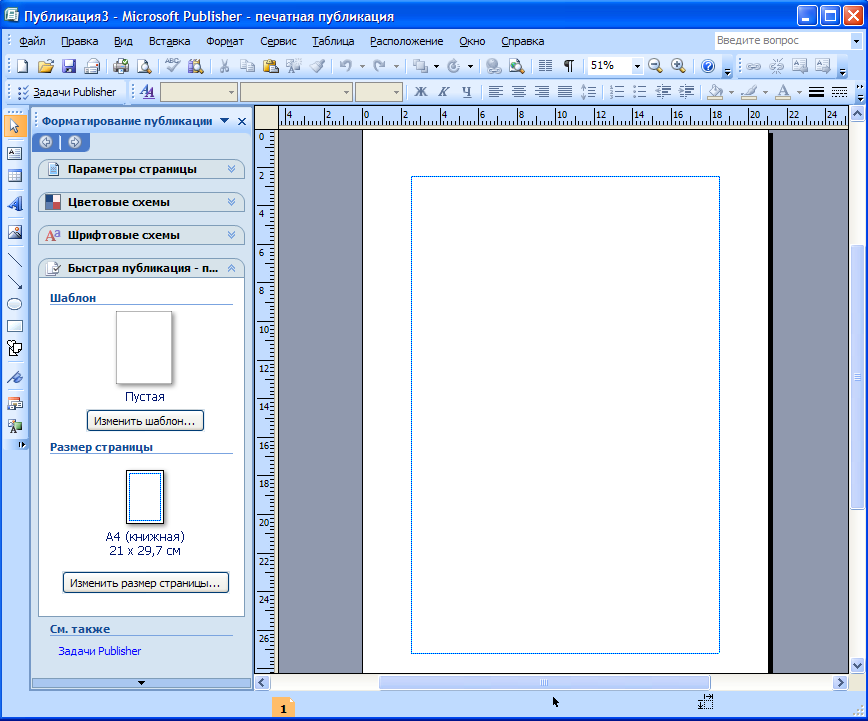 Публикация3 - Microsoft Publisher - печатная публикация
Файл Правка Вид Вставка Формат Сервис Таблица Расположение Окно Справка Введите вопрос
ABC 51%
Задачи Publisher Ж К Ч
Форматирование публикации
Параметры страницы
Цветовые схемы
Шрифтовые схемы
Быстрая публикация - п...
Шаблон
Пустая
Изменить шаблон...
Размер страницы
A4 (книжная)
21 x 29,7 см
Изменить размер страницы...
См. также
Задачи Publisher
4 2 0 2 4 6 8 10 12 14 16 18 20 22 24
0
2
4
6
8
10
12
14
16
18
20
22
24
26
1